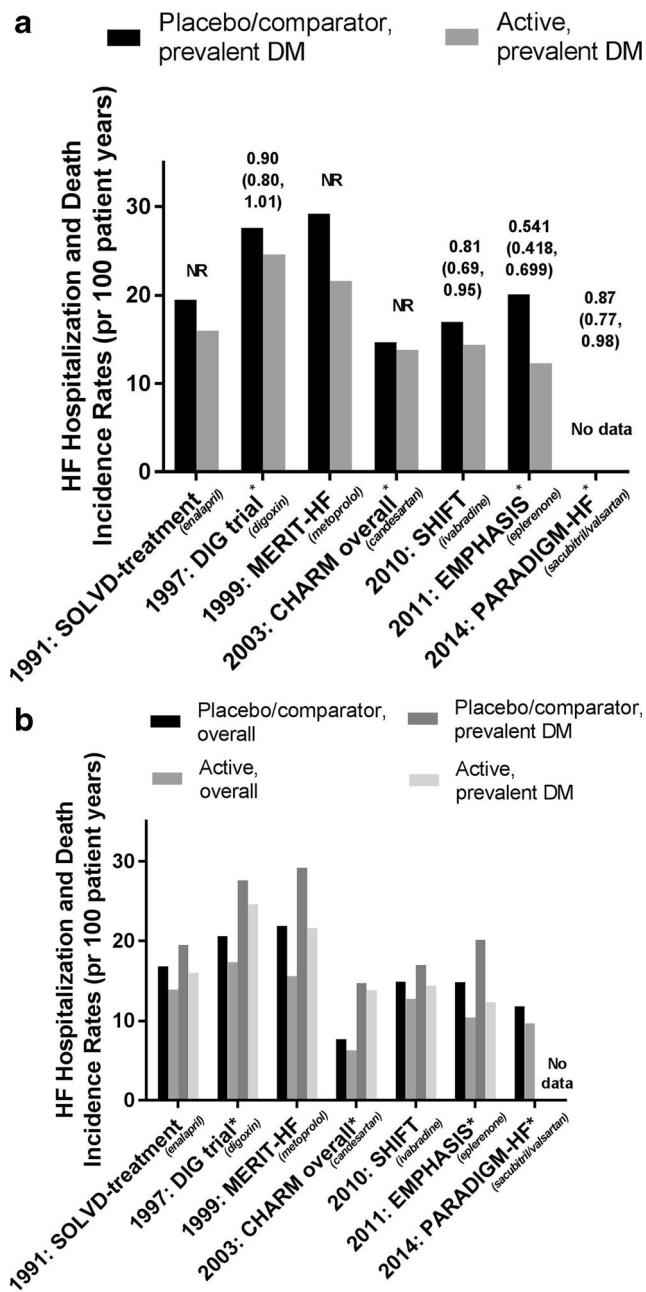 a
Placebo/comparator,
prevalent DM
Active,
prevalent DM
HF Hospitalization and Death
Incidence Rates (pr 100 patient years)
30
20
10
0
NR
0.90
(0.80,
1.01)
NR
NR
0.81
(0.69,
0.95)
0.541
(0.418,
0.699)
0.87
(0.77,
0.98)
No data
1991: SOLVD-treatment
(enalapril)
1997: DIG trial*
(digoxin)
1999: MERIT-HF
(metoprolol)
2003: CHARM overall*
(candesartan)
2010: SHIFT
(ivabradine)
2011: EMPHASIS*
(eplerenone)
2014: PARADIGM-HF*
(sacubitril/valsartan)
b
Placebo/comparator,
overall
Placebo/comparator,
prevalent DM
Active,
overall
Active,
prevalent DM
HF Hospitalization and Death
Incidence Rates (pr 100 patient years)
30
20
10
0
No
data
1991: SOLVD-treatment
(enalapril)
1997: DIG trial*
(digoxin)
1999: MERIT-HF
(metoprolol)
2003: CHARM overall*
(candesartan)
2010: SHIFT
(ivabradine)
2011: EMPHASIS*
(eplerenone)
2014: PARADIGM-HF*
(sacubitril/valsartan)